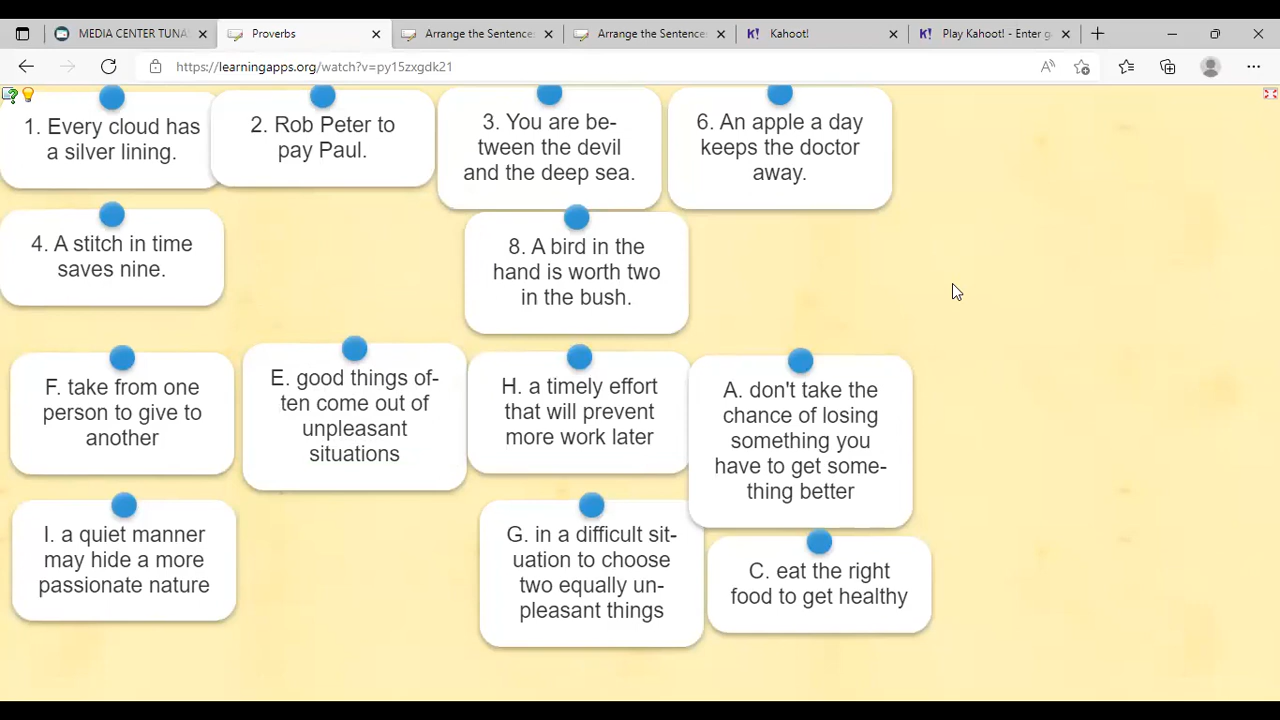 MEDIA CENTER TUNA
Proverbs
Arrange the Sentence
Arrange the Sentence
Kahoot!
Play Kahoot! - Enter g
https://learningapps.org/watch?v=py15zxgdk21
1. Every cloud has
a silver lining.
2. Rob Peter to
pay Paul.
3. You are be-
tween the devil
and the deep sea.
6. An apple a day
keeps the doctor
away.
4. A stitch in time
saves nine.
8. A bird in the
hand is worth two
in the bush.
F. take from one
person to give to
another
E. good things of-
ten come out of
unpleasant
situations
H. a timely effort
that will prevent
more work later
A. don't take the
chance of losing
something you
have to get some-
thing better
I. a quiet manner
may hide a more
passionate nature
G. in a difficult sit-
uation to choose
two equally un-
pleasant things
C. eat the right
food to get healthy